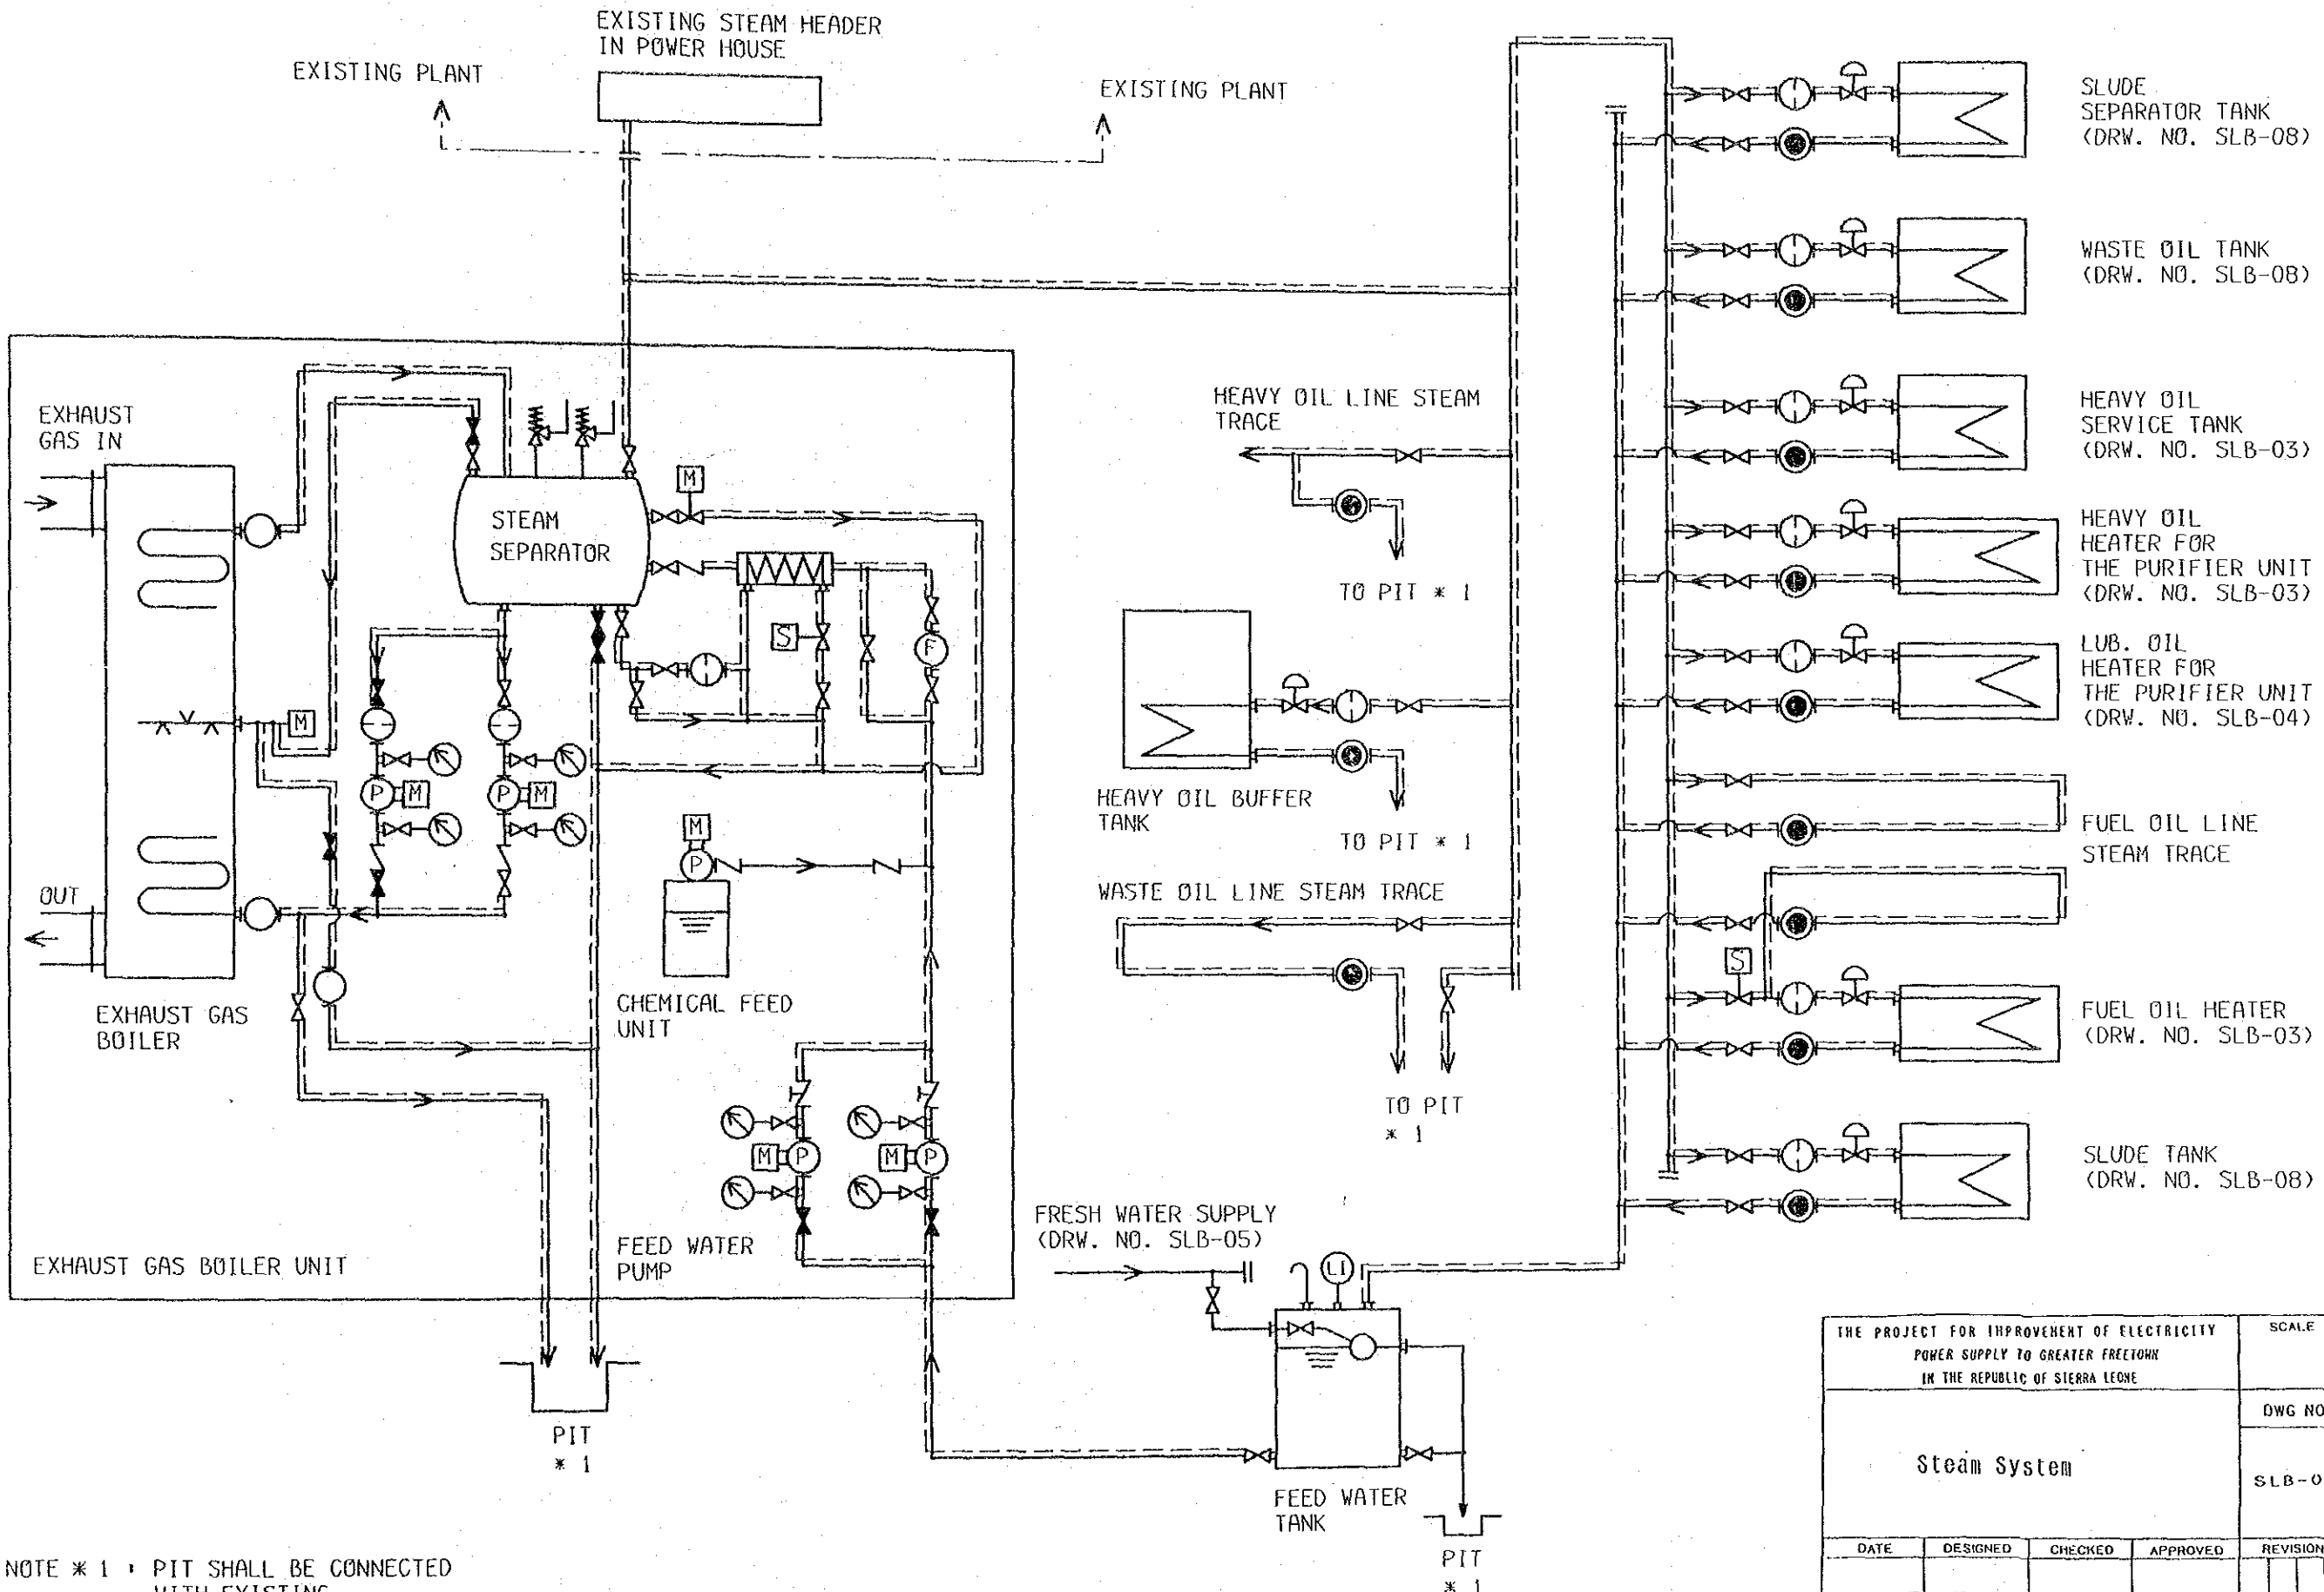 EXISTING STEAM HEADER
IN POWER HOUSE
EXISTING PLANT
EXISTING PLANT
SLUDE
SEPARATOR TANK
(DRW. NO. SLB-08)
WASTE OIL TANK
(DRW. NO. SLB-08)
HEAVY OIL
SERVICE TANK
(DRW. NO. SLB-03)
HEAVY OIL
HEATER FOR
THE PURIFIER UNIT
(DRW. NO. SLB-03)
LUB. OIL
HEATER FOR
THE PURIFIER UNIT
(DRW. NO. SLB-04)
FUEL OIL LINE
STEAM TRACE
S
FUEL OIL HEATER
(DRW. NO. SLB-03)
SLUDE TANK
(DRW. NO. SLB-08)
HEAVY OIL LINE STEAM
TRACE
TO PIT * 1
HEAVY OIL BUFFER
TANK
TO PIT * 1
WASTE OIL LINE STEAM TRACE
TO PIT
* 1
EXHAUST
GAS IN
STEAM
SEPARATOR
M
S
F
M
P
M
P
M
OUT
EXHAUST GAS
BOILER
M
P
CHEMICAL FEED
UNIT
M
P
M
P
FEED WATER
PUMP
EXHAUST GAS BOILER UNIT
PIT
* 1
FRESH WATER SUPPLY
(DRW. NO. SLB-05)
LI
FEED WATER
TANK
PIT
* 1
NOTE * 1 : PIT SHALL BE CONNECTED
WITH EXISTING
THE PROJECT FOR IMPROVEMENT OF ELECTRICITY
POWER SUPPLY TO GREATER FREETOWN
IN THE REPUBLIC OF SIERRA LEONE
SCALE
DWG NO
Steam System
SLB-0
DATE DESIGNED CHECKED APPROVED REVISION